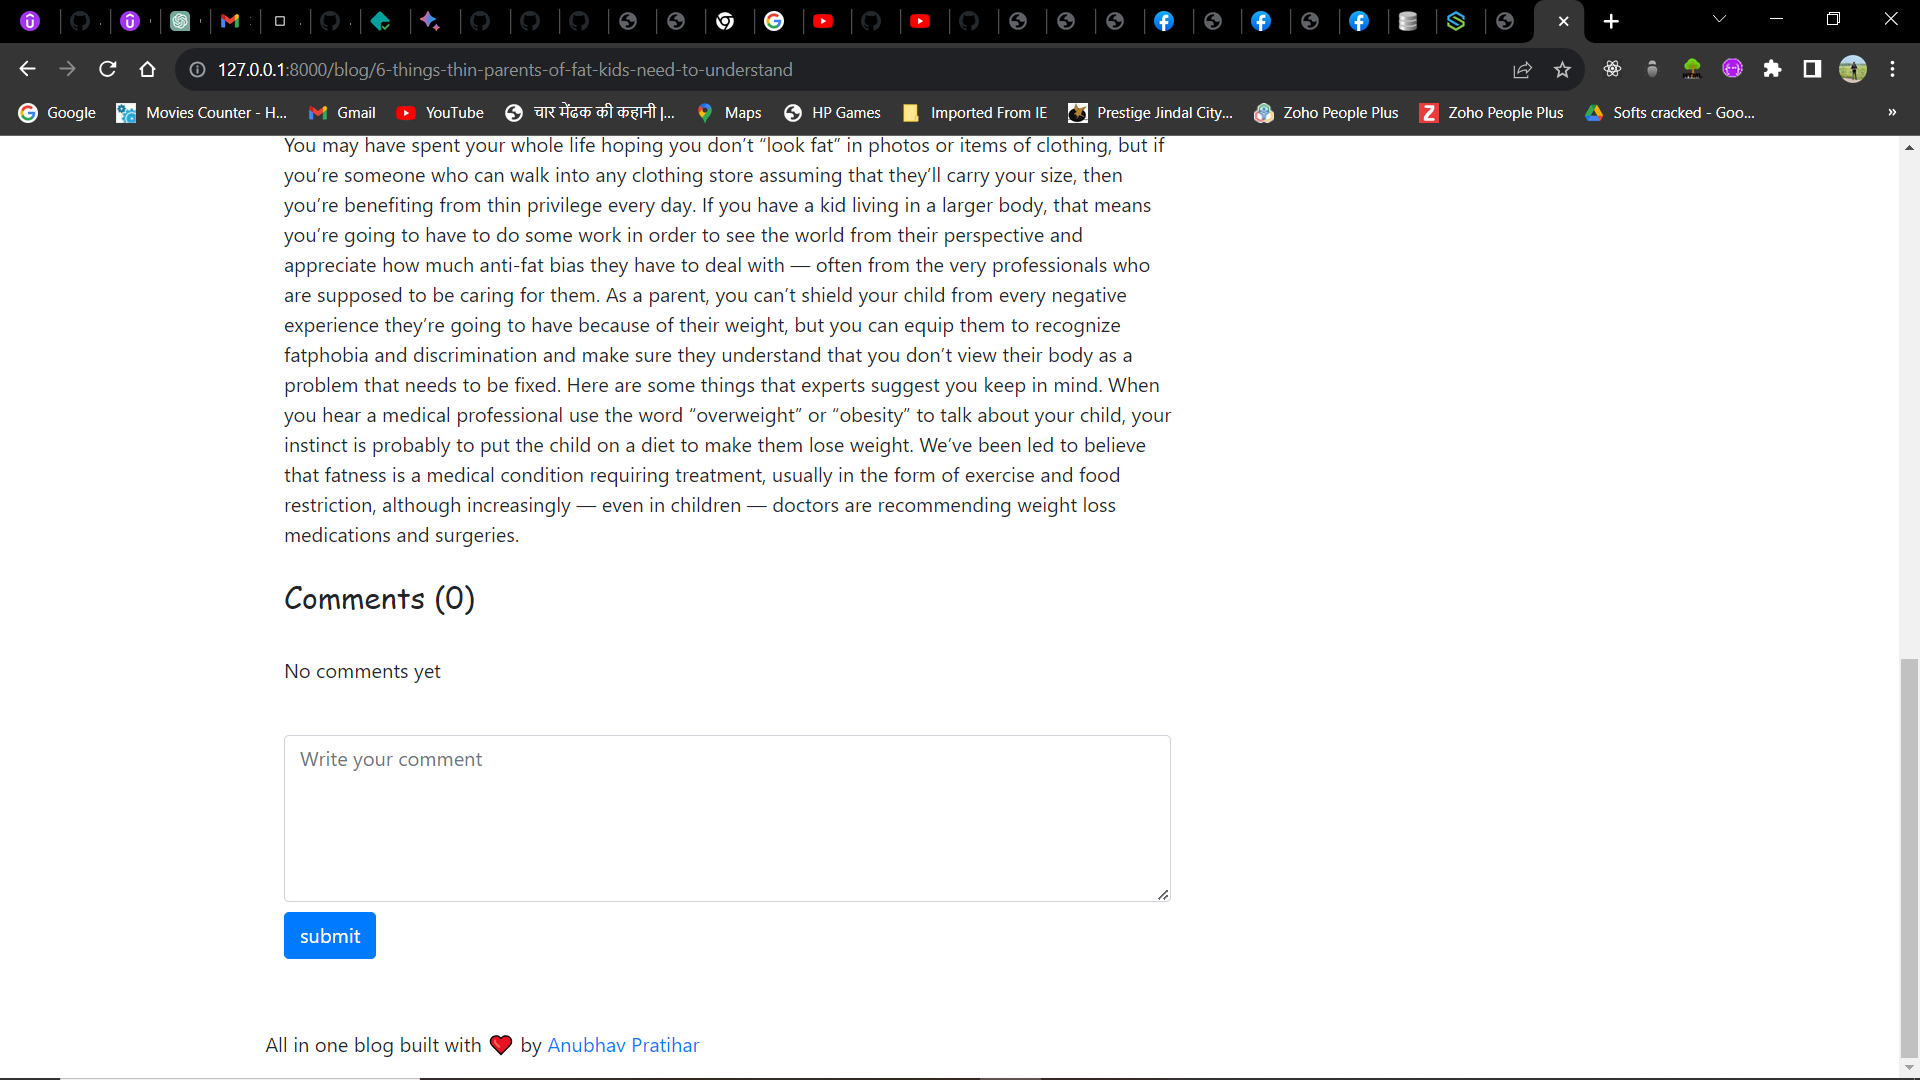 127.0.0.1:8000/blog/6-things-thin-parents-of-fat-kids-need-to-understand
Google Movies Counter - H... Gmail YouTube चार मेंढक की कहानी |... Maps HP Games Imported From IE Prestige Jindal City... Zoho People Plus Zoho People Plus Softs cracked - Goo... »
You may have spent your whole life hoping you don’t “look fat” in photos or items of clothing, but if
you’re someone who can walk into any clothing store assuming that they’ll carry your size, then
you’re benefiting from thin privilege every day. If you have a kid living in a larger body, that means
you’re going to have to do some work in order to see the world from their perspective and
appreciate how much anti-fat bias they have to deal with — often from the very professionals who
are supposed to be caring for them. As a parent, you can’t shield your child from every negative
experience they’re going to have because of their weight, but you can equip them to recognize
fatphobia and discrimination and make sure they understand that you don’t view their body as a
problem that needs to be fixed. Here are some things that experts suggest you keep in mind. When
you hear a medical professional use the word “overweight” or “obesity” to talk about your child, your
instinct is probably to put the child on a diet to make them lose weight. We’ve been led to believe
that fatness is a medical condition requiring treatment, usually in the form of exercise and food
restriction, although increasingly — even in children — doctors are recommending weight loss
medications and surgeries.
Comments (0)
No comments yet
Write your comment
submit
All in one blog built with ❤ by Anubhav Pratihar